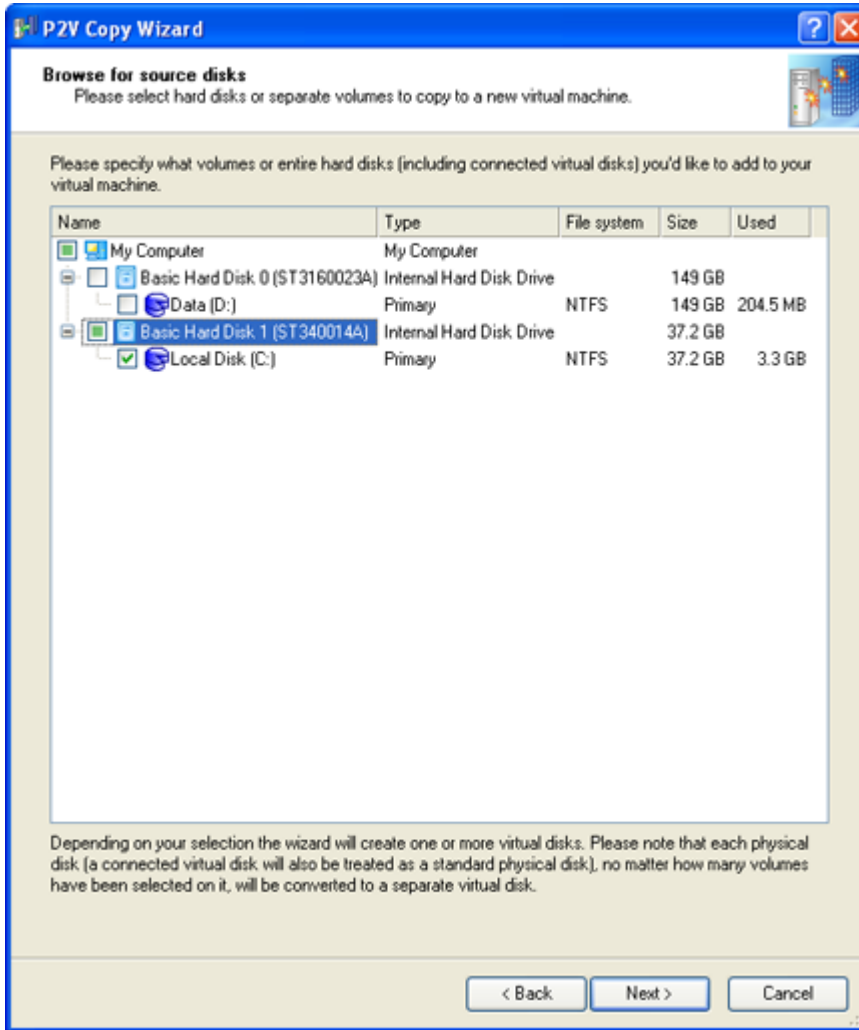 P2V Copy Wizard
Browse for source disks
Please select hard disks or separate volumes to copy to a new virtual machine.
Please specify what volumes or entire hard disks (including connected virtual disks) you'd like to add to your
virtual machine.
Name Type File system Size Used
My Computer My Computer
Basic Hard Disk 0 (ST3160023A) Internal Hard Disk Drive 149 GB
Data (D:) Primary NTFS 149 GB 204.5 MB
Basic Hard Disk 1 (ST340014A) Internal Hard Disk Drive 37.2 GB
Local Disk (C:) Primary NTFS 37.2 GB 3.3 GB
Depending on your selection the wizard will create one or more virtual disks. Please note that each physical
disk (a connected virtual disk will also be treated as a standard physical disk), no matter how many volumes
have been selected on it, will be converted to a separate virtual disk.
< Back Next > Cancel